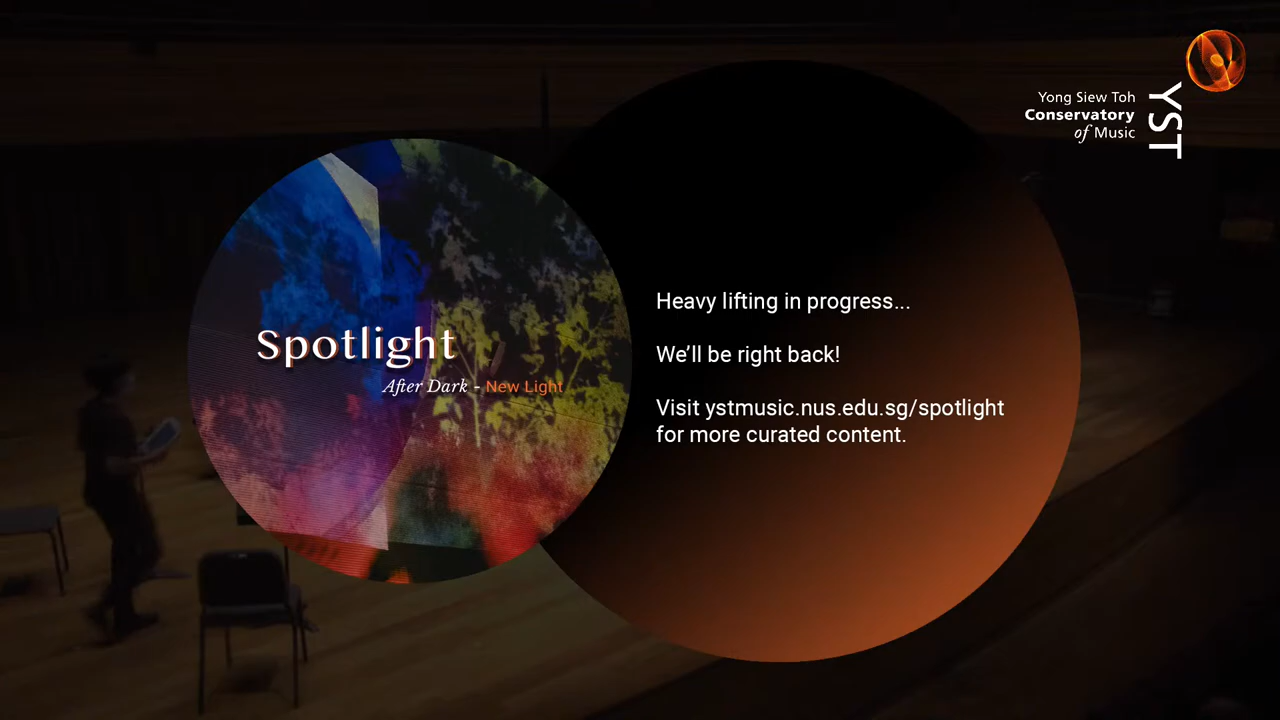 Yong Siew Toh
Conservatory
of Music
YST
Spotlight
After Dark - New Light
Heavy lifting in progress...
We’ll be right back!
Visit ystmusic.nus.edu.sg/spotlight
for more curated content.